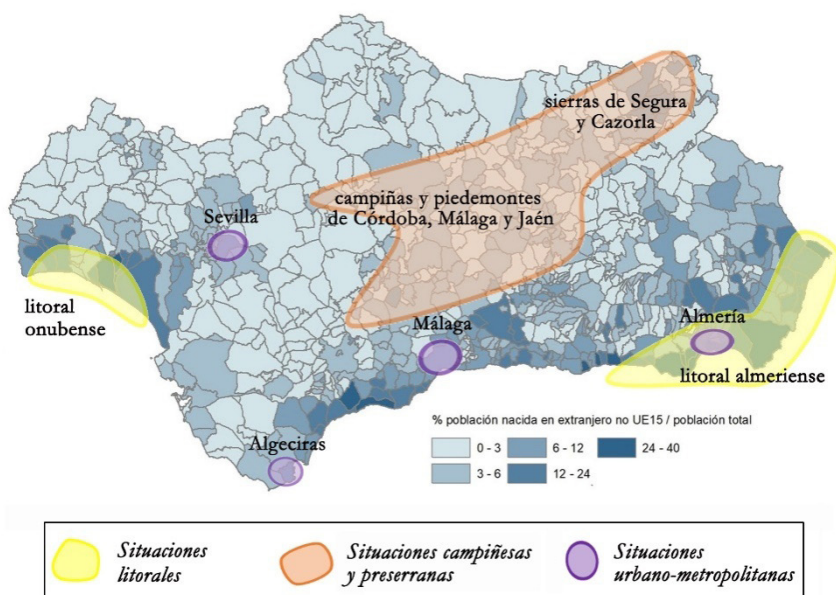 sierras de Segura
y Cazorla
campiñas y piedemontes
de Córdoba, Málaga y Jaén
Sevilla
litoral
onubense
Málaga
Almería
litoral almeriense
Algeciras
% población nacida en extranjero no UE15 / población total
0 - 3
6 - 12
24 - 40
3 - 6
12 - 24
Situaciones
litorales
Situaciones campiñesas
y preserranas
Situaciones
urbano-metropolitanas